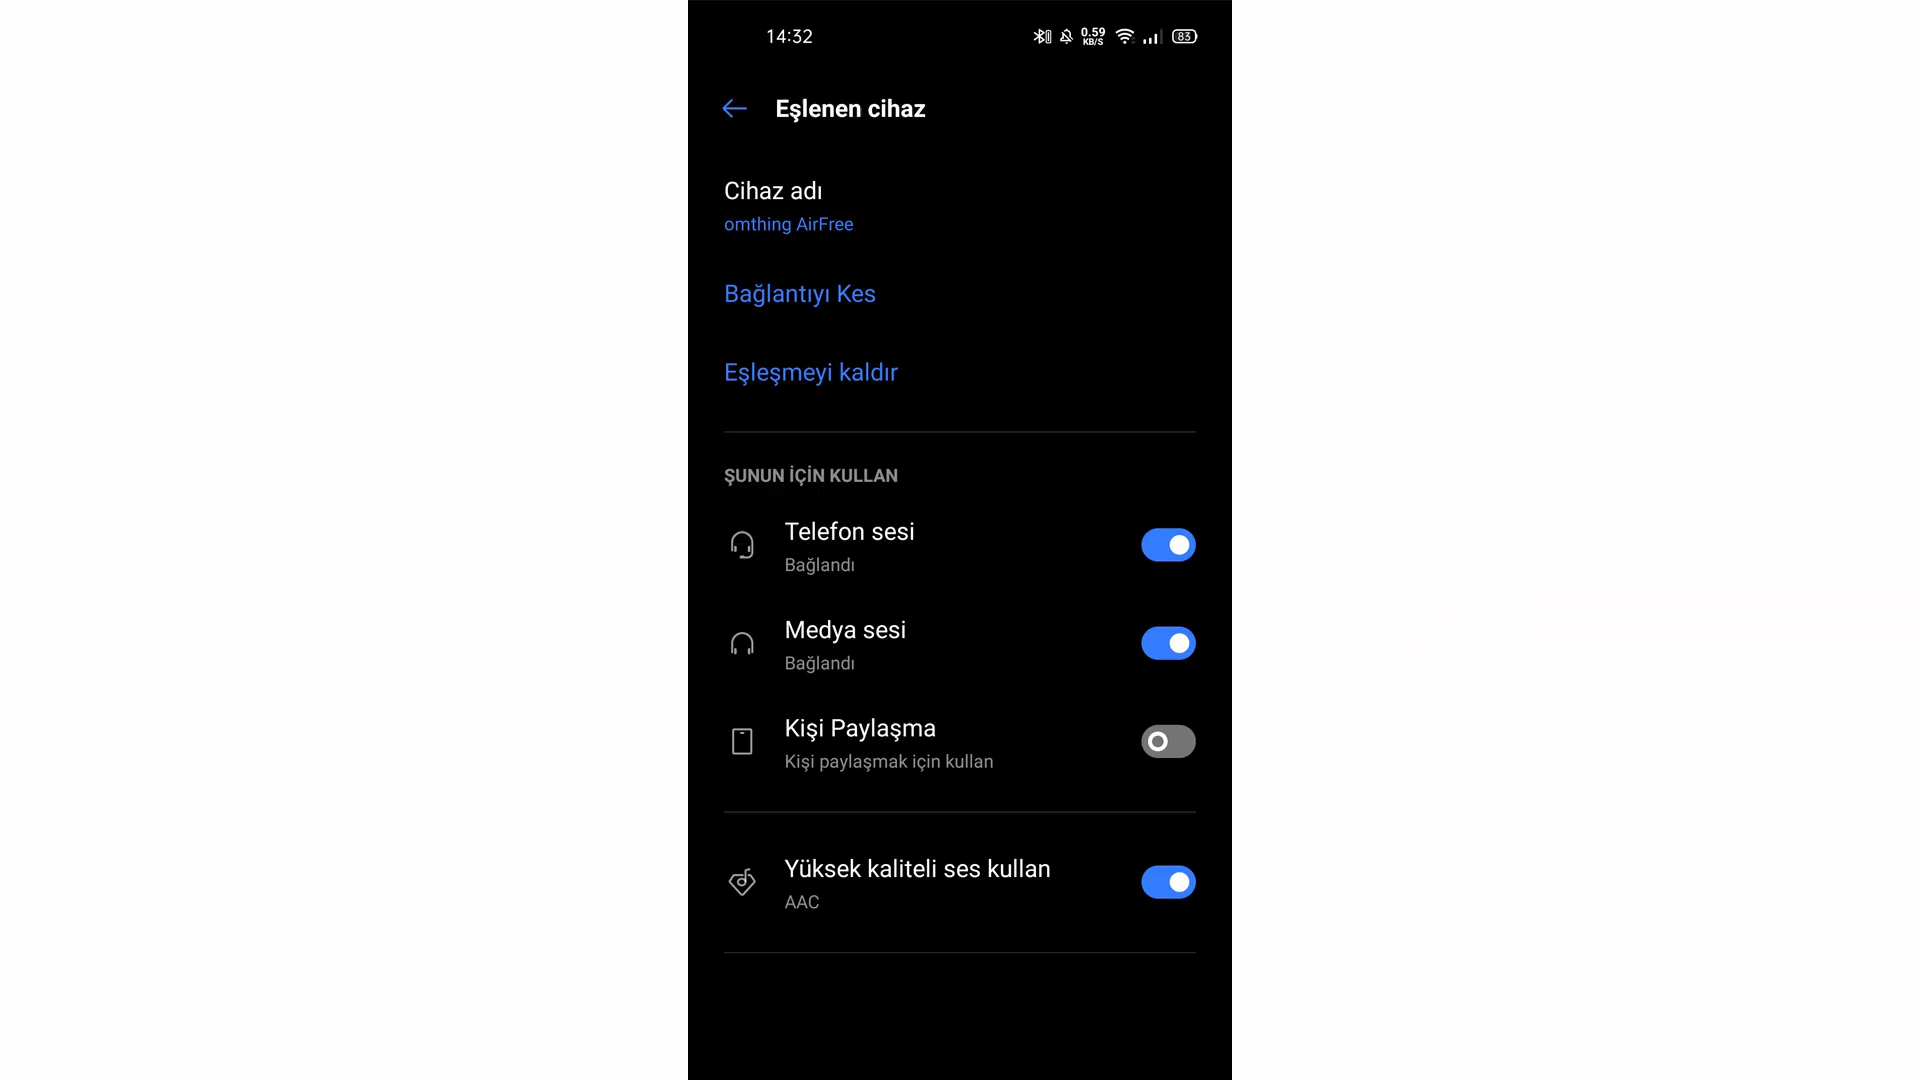 14:32
0.59
KB/S
83
Eşlenen cihaz
Cihaz adı
omthing AirFree
Bağlantıyı Kes
Eşleşmeyi kaldır
ŞUNUN İÇİN KULLAN
Telefon sesi
Bağlandı
Medya sesi
Bağlandı
Kişi Paylaşma
Kişi paylaşmak için kullan
Yüksek kaliteli ses kullan
AAC